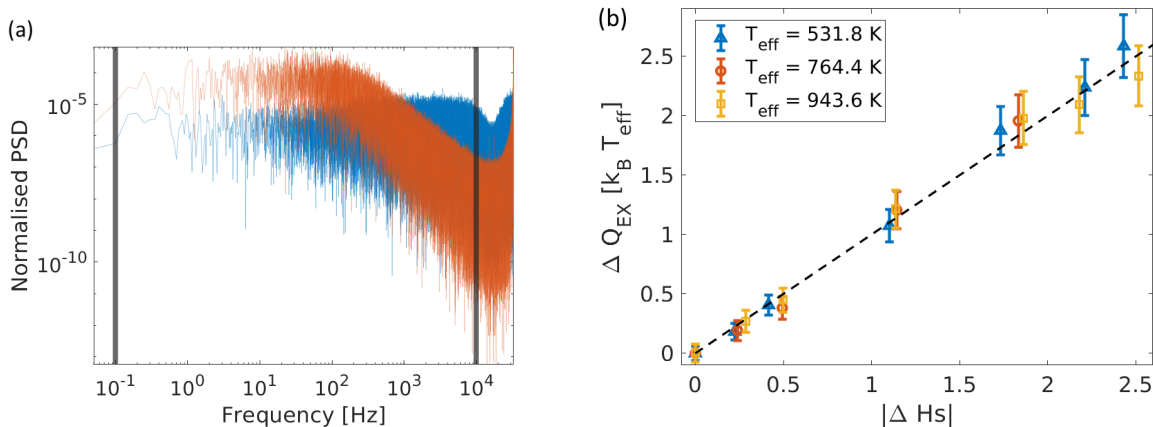 (a)
Normalised PSD
10^-5
10^-10
10^-1
10^0
10^1
10^2
10^3
10^4
Frequency [Hz]
(b)
Δ Q_EX [k_B T_eff]
2.5
2
1.5
1
0.5
0
T_eff = 531.8 K
T_eff = 764.4 K
T_eff = 943.6 K
0
0.5
1
1.5
2
2.5
|Δ Hs|